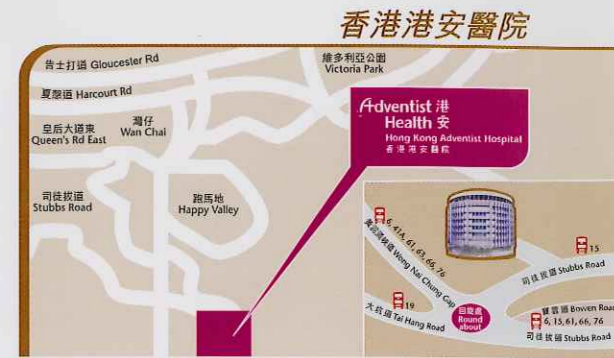 香港港安醫院
告士打道 Gloucester Rd
維多利亞公園
Victoria Park
夏慤道 Harcourt Rd
灣仔
Wan Chai
皇后大道東
Queen's Rd East
Adventist 港
Health 安
Hong Kong Adventist Hospital
香港港安醫院
司徒拔道
Stubbs Road
跑馬地
Happy Valley
6, 41A, 61, 63, 66, 76
黃泥涌峽道 Wong Nai Chung Gap
15
司徒拔道 Stubbs Road
19
大坑道 Tai Hang Road
迴旋處
Round
about
寶雲道 Bowen Road
6, 15, 61, 66, 76
司徒拔道 Stubbs Road